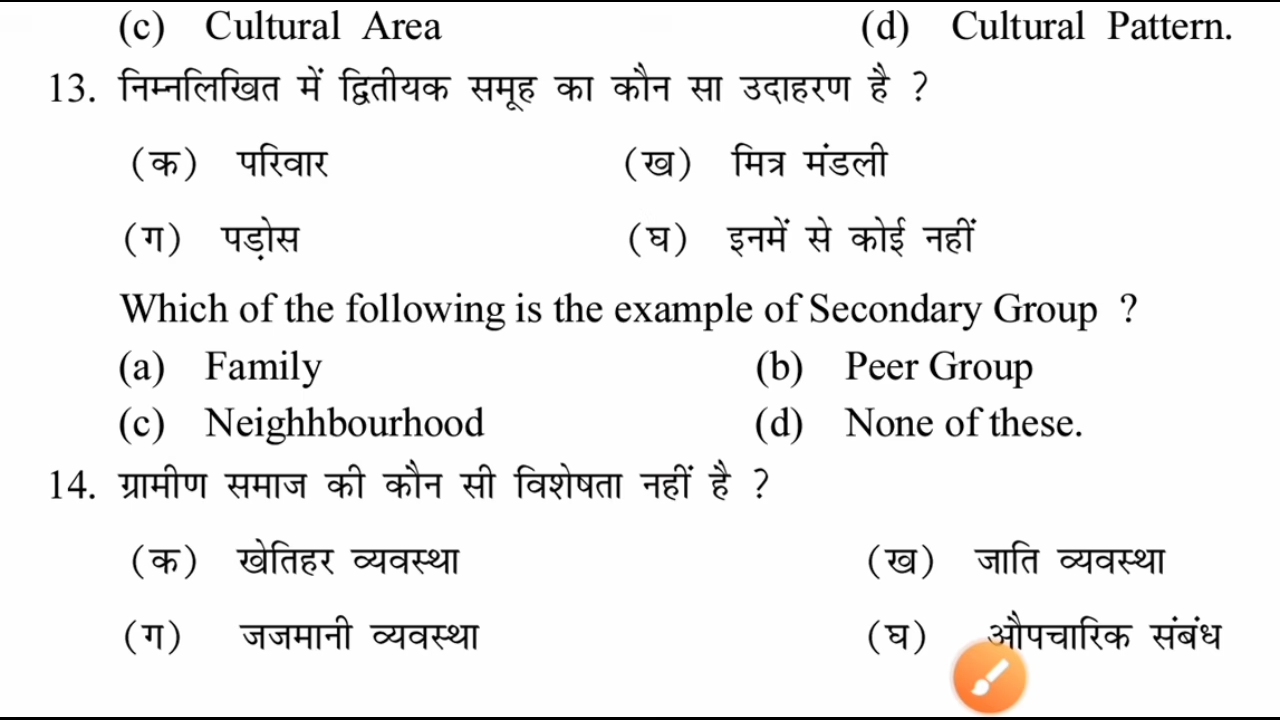 (c) Cultural Area (d) Cultural Pattern.
13. निम्नलिखित में द्वितीयक समूह का कौन सा उदाहरण है ?
(क) परिवार (ख) मित्र मंडली
(ग) पड़ोस (घ) इनमें से कोई नहीं
Which of the following is the example of Secondary Group ?
(a) Family (b) Peer Group
(c) Neighhbourhood (d) None of these.
14. ग्रामीण समाज की कौन सी विशेषता नहीं है ?
(क) खेतिहर व्यवस्था (ख) जाति व्यवस्था
(ग) जजमानी व्यवस्था (घ) औपचारिक संबंध